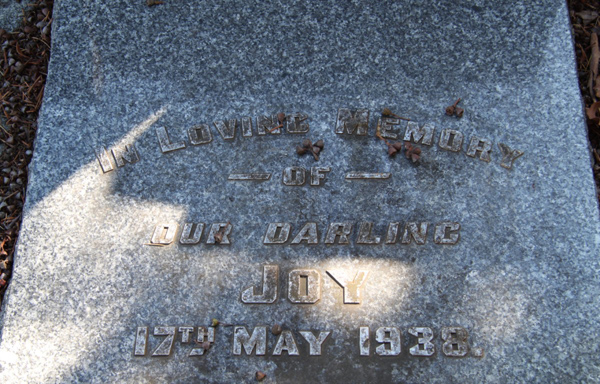 IN LOVING MEMORY
— OF —
OUR DARLING
JOY
17TH MAY 1938.